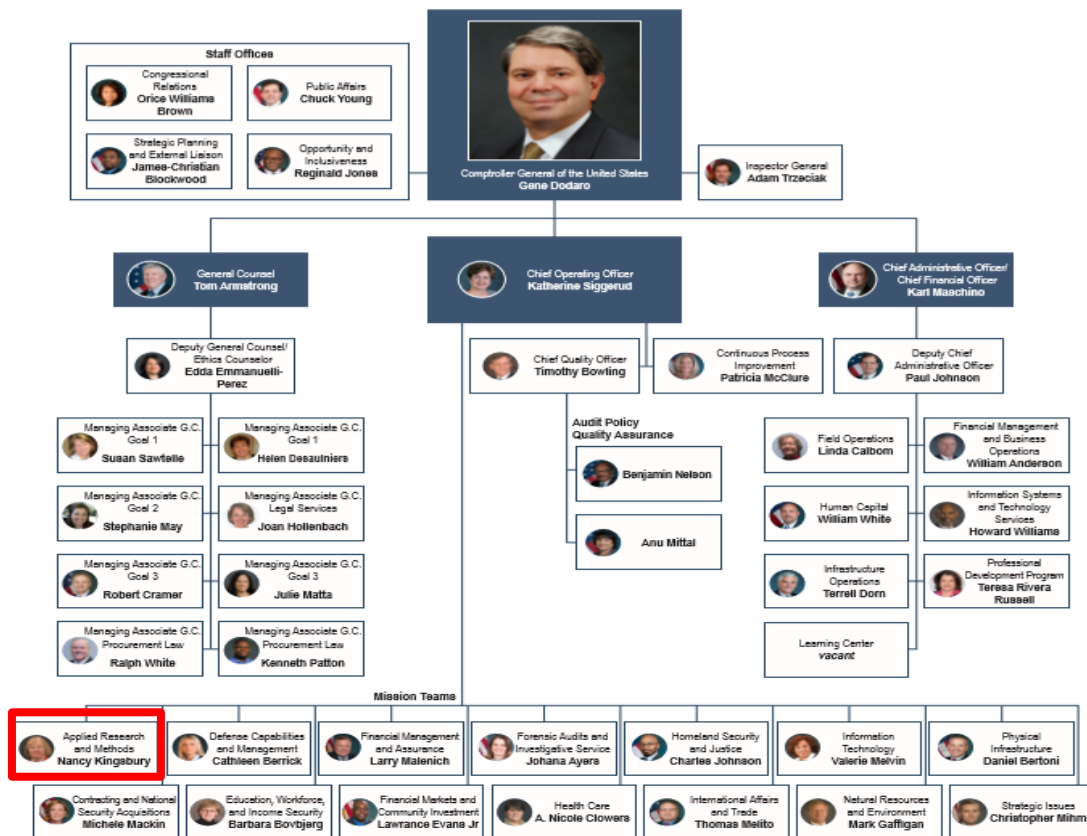 Staff Offices
Congressional
Relations
Orice Williams
Brown
Public Affairs
Chuck Young
Strategic Planning
and External Liaison
James-Christian
Blockwood
Opportunity and
Inclusiveness
Reginald Jones
Comptroller General of the United States
Gene Dodaro
Inspector General
Adam Trzeciak
General Counsel
Tom Armstrong
Chief Operating Officer
Katherine Siggerud
Chief Administrative Officer/
Chief Financial Officer
Karl Maschino
Deputy General Counsel/
Ethics Counselor
Edda Emmanuelli-
Perez
Chief Quality Officer
Timothy Bowling
Continuous Process
Improvement
Patricia McClure
Deputy Chief
Administrative Officer
Paul Johnson
Managing Associate G.C.
Goal 1
Susan Sawtelle
Managing Associate G.C.
Goal 1
Helen Desaulniers
Managing Associate G.C.
Goal 2
Stephanie May
Managing Associate G.C.
Legal Services
Joan Hollenbach
Managing Associate G.C.
Goal 3
Robert Cramer
Managing Associate G.C.
Goal 3
Julie Matta
Managing Associate G.C.
Procurement Law
Ralph White
Managing Associate G.C.
Procurement Law
Kenneth Patton
Audit Policy
Quality Assurance
Benjamin Nelson
Anu Mittal
Field Operations
Linda Calbom
Financial Management
and Business
Operations
William Anderson
Human Capital
William White
Information Systems
and Technology
Services
Howard Williams
Infrastructure
Operations
Terrell Dorn
Professional
Development Program
Teresa Rivera
Russell
Learning Center
vacant
Mission Teams
Applied Research
and Methods
Nancy Kingsbury
Defense Capabilities
and Management
Cathleen Berrick
Financial Management
and Assurance
Larry Malenich
Forensic Audits and
Investigative Service
Johana Ayers
Homeland Security
and Justice
Charles Johnson
Information
Technology
Valerie Melvin
Physical
Infrastructure
Daniel Bertoni
Contracting and National
Security Acquisitions
Michele Mackin
Education, Workforce,
and Income Security
Barbara Bovbjerg
Financial Markets and
Community Investment
Lawrance Evans Jr
Health Care
A. Nicole Clowers
International Affairs
and Trade
Thomas Melito
Natural Resources
and Environment
Mark Gaffigan
Strategic Issues
Christopher Mihm